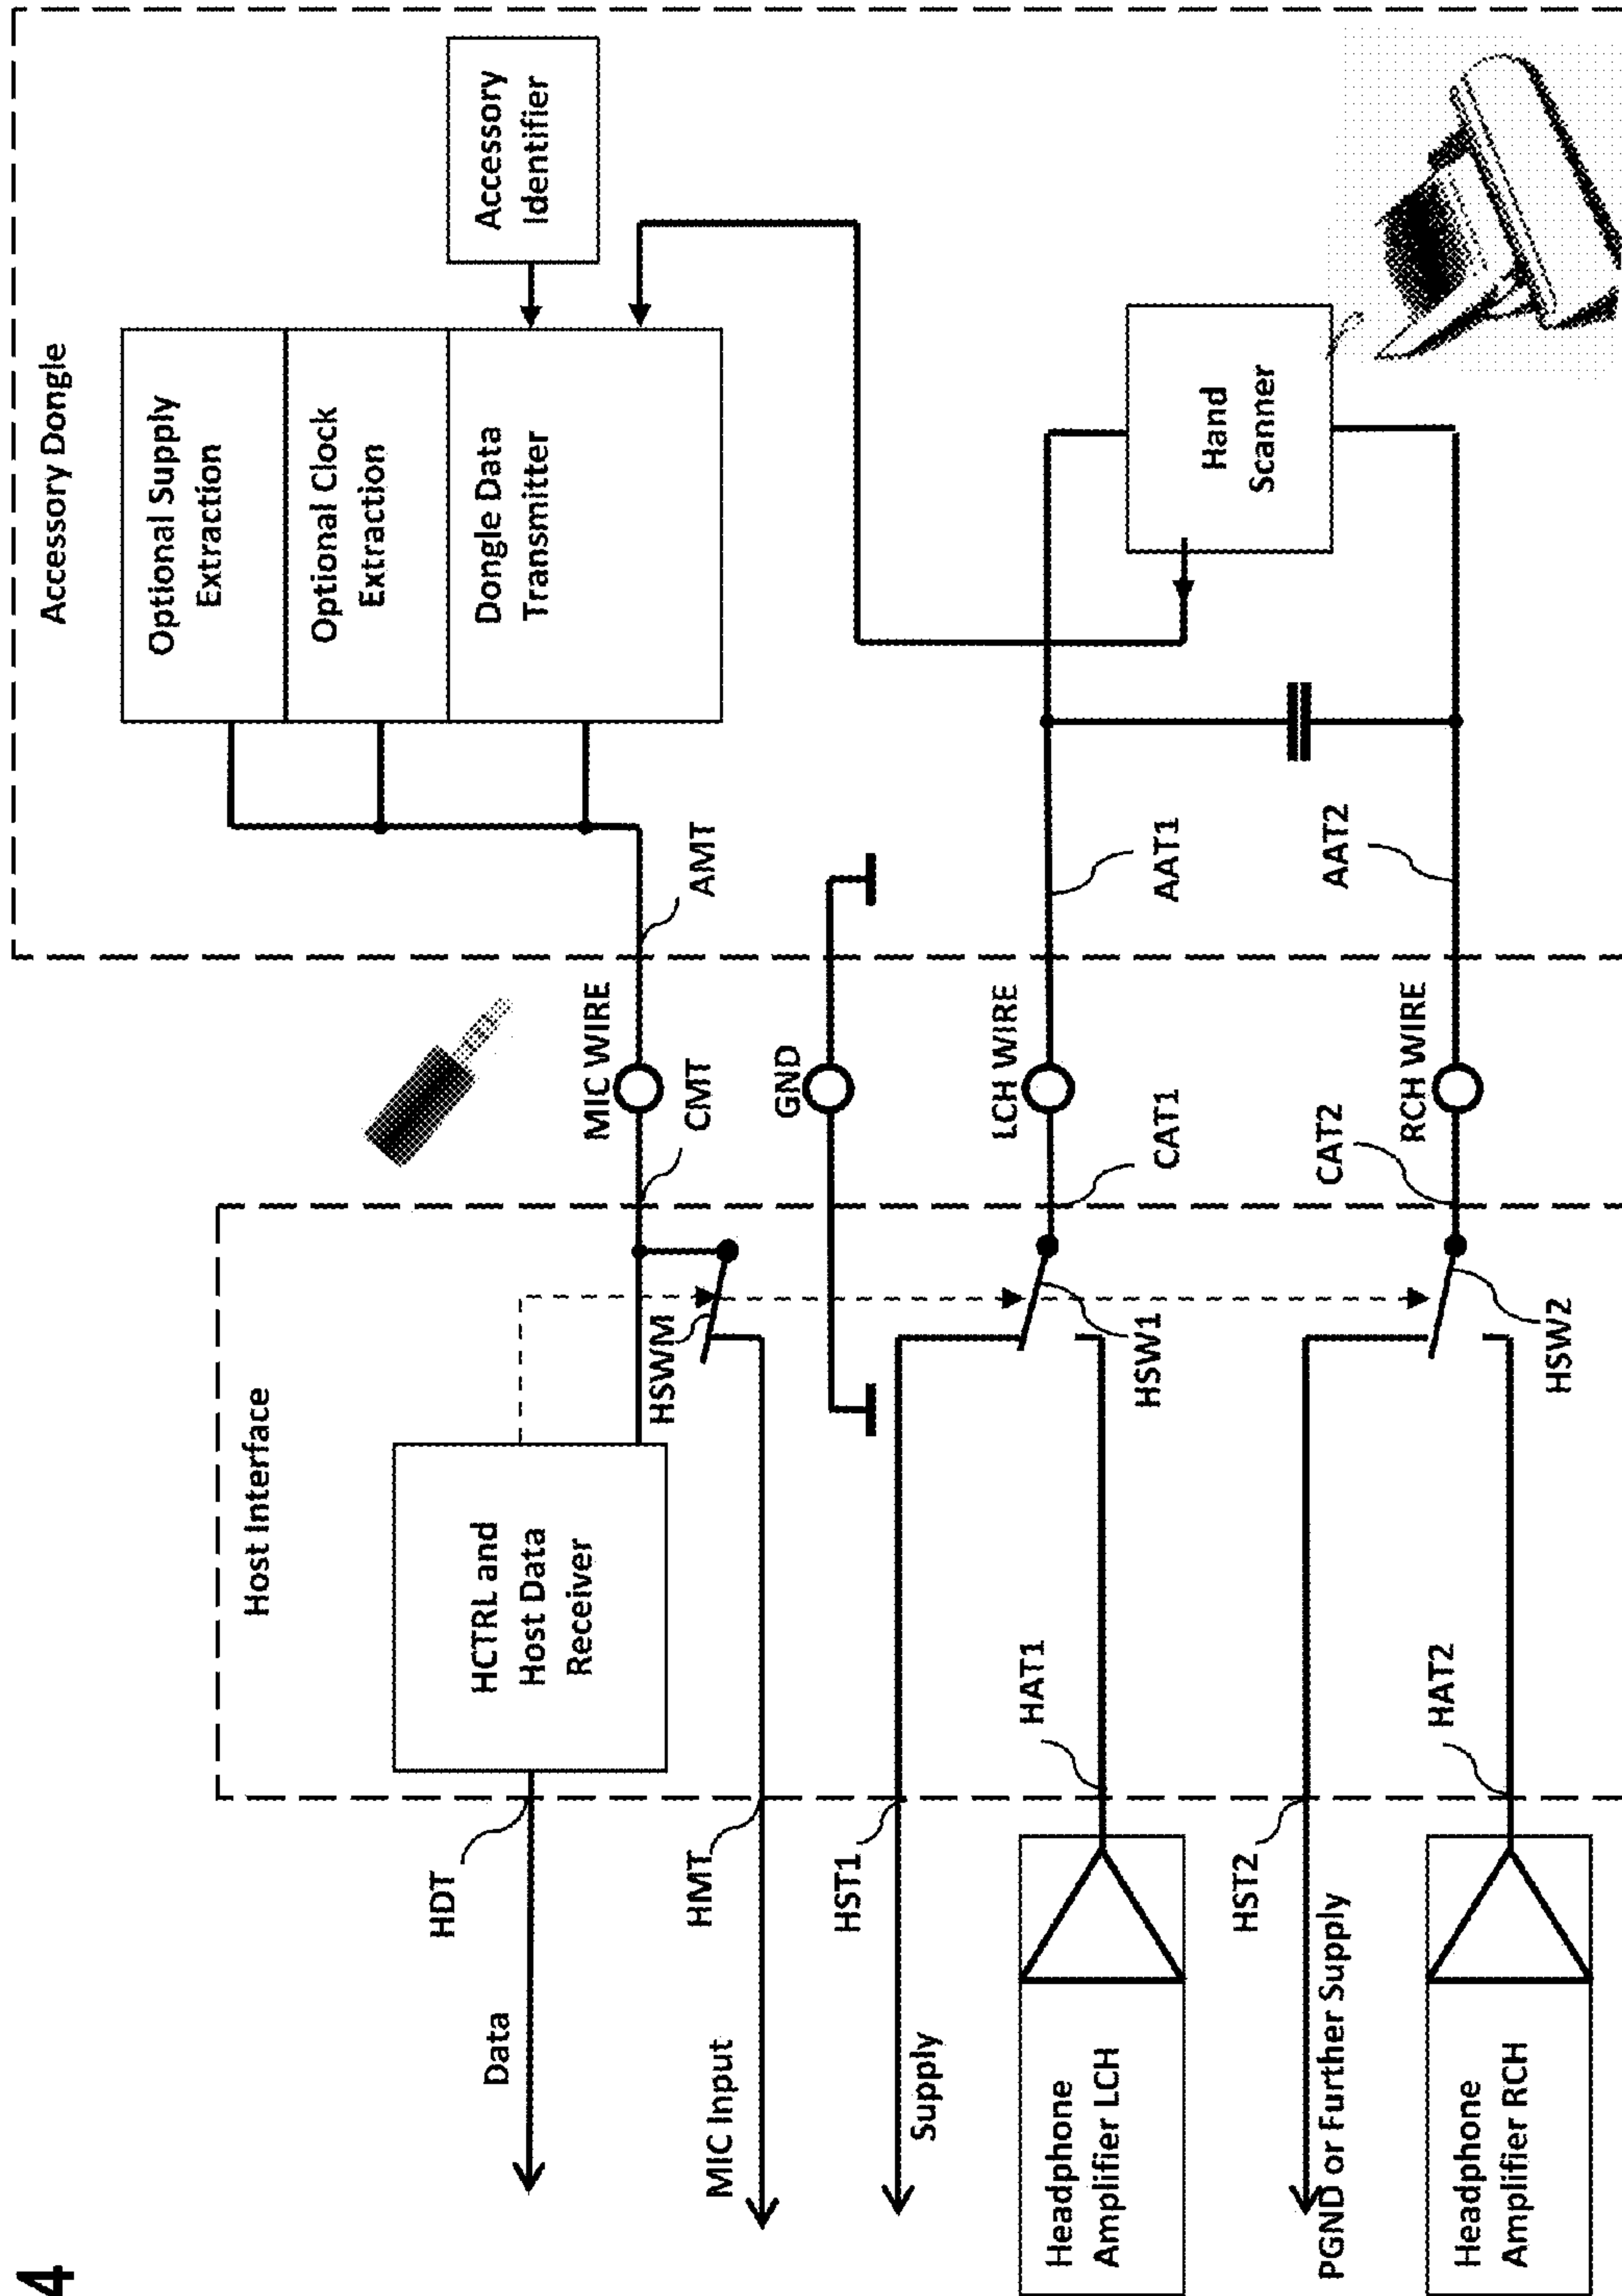 4
Accessory Dongle
Optional Supply
Extraction
Optional Clock
Extraction
Dongle Data
Transmitter
Accessory
Identifier
Hand
Scanner
AMT
AAT1
AAT2
MIC WIRE
CMT
GND
LCH WIRE
CAT1
RCH WIRE
CAT2
Host Interface
HCTRL and
Host Data
Receiver
HSWM
HSW1
HSW2
HAT1
HAT2
HDT
HMT
HST1
HST2
Data
MIC Input
Supply
Headphone
Amplifier LCH
PGND or Further Supply
Headphone
Amplifier RCH